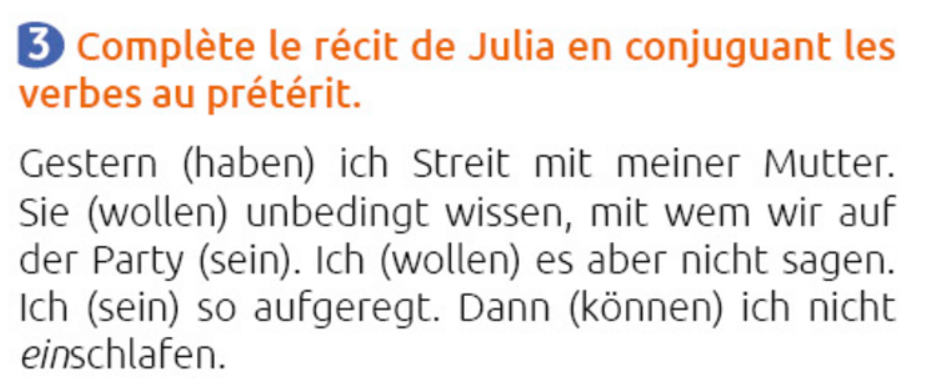 3 Complète le récit de Julia en conjuguant les
verbes au prétérit.
Gestern (haben) ich Streit mit meiner Mutter.
Sie (wollen) unbedingt wissen, mit wem wir auf
der Party (sein). Ich (wollen) es aber nicht sagen.
Ich (sein) so aufgeregt. Dann (können) ich nicht
einschlafen.